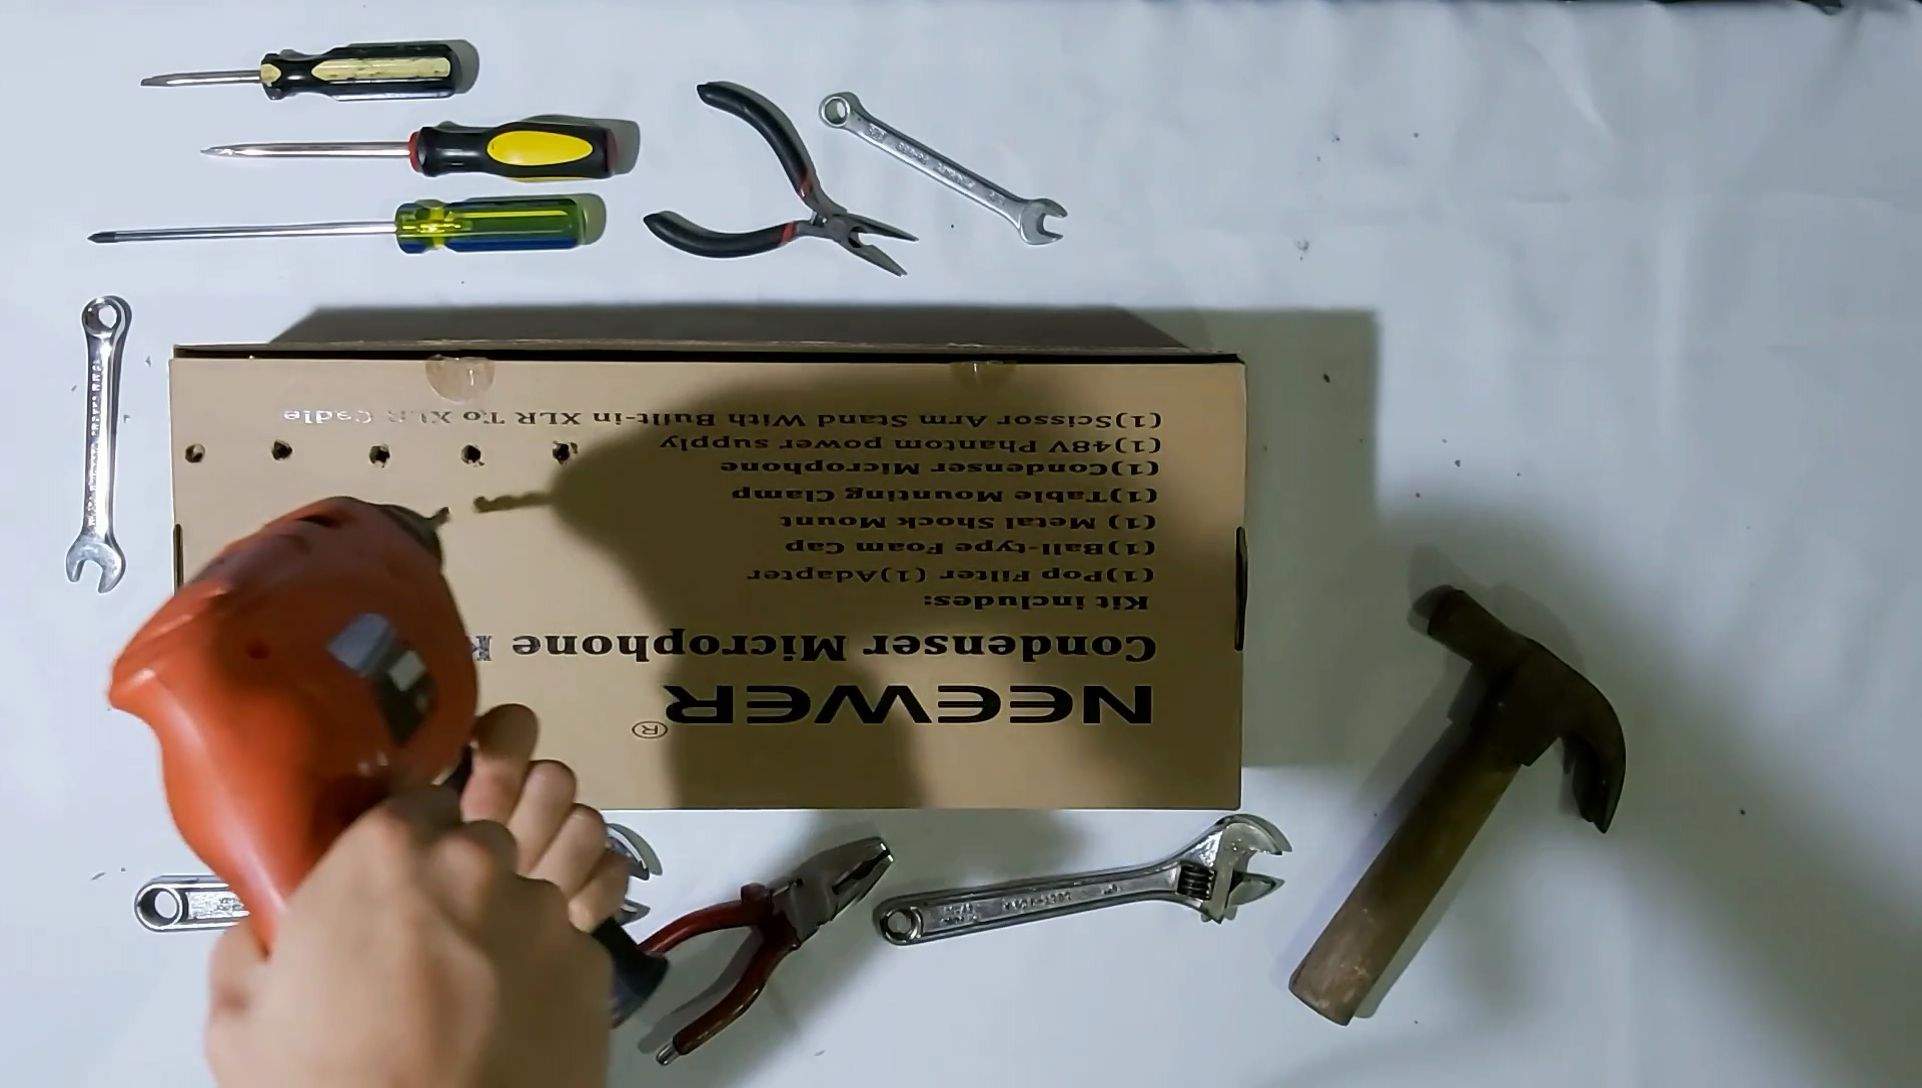 NEEWER®
Condenser Microphone
Kit includes:
(1)Pop Filter (1)Adapter
(1)Ball-type Foam Cap
(1) Metal Shock Mount
(1)Table Mounting Clamp
(1)Condenser Microphone
(1)48V Phantom power supply
(1)Scissor Arm Stand With Built-in XLR To XLR Cable